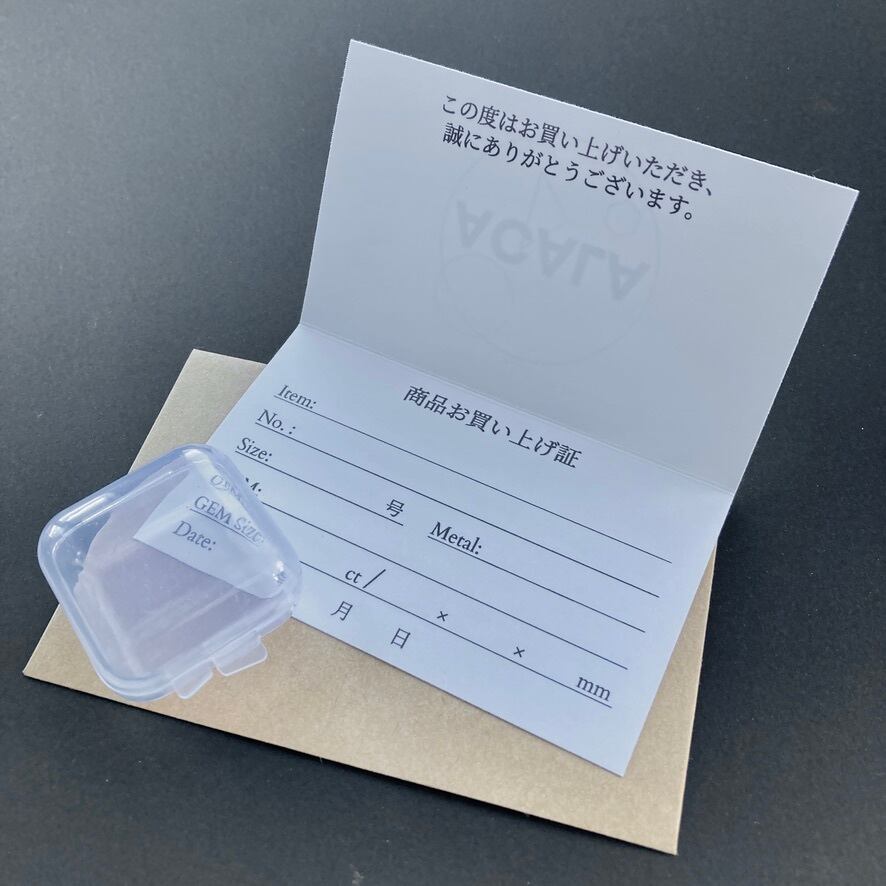 この度はお買い上げいただき、
誠にありがとうございます。
ACALA
商品お買い上げ証
Item:
No. :
Size: 号 Metal:
GEM Size: ct / × × mm
Date: 月 日